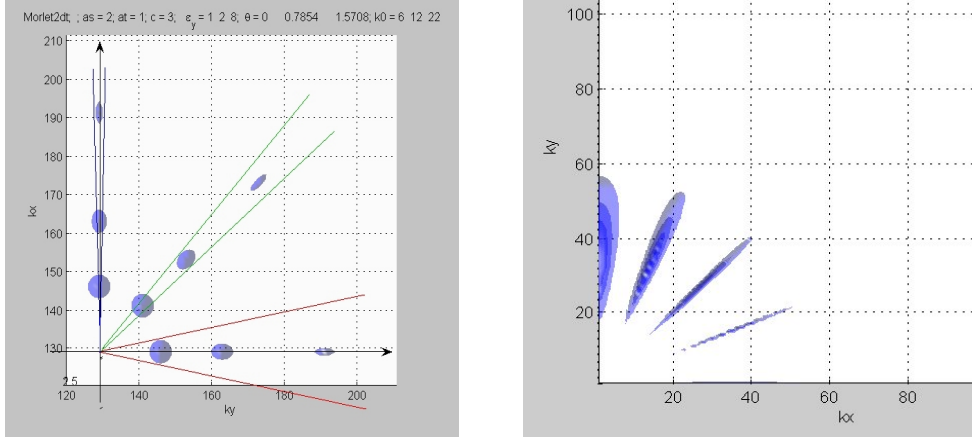 Morlet2dt; ; as = 2; at = 1; c = 3; ε_y = 1 2 8; θ = 0 0.7854 1.5708; k0 = 6 12 22
210
200
190
180
170
160
150
140
130
2.5
kx
120 140 160 180 200
ky
100
80
60
40
20
ky
20 40 60 80
kx